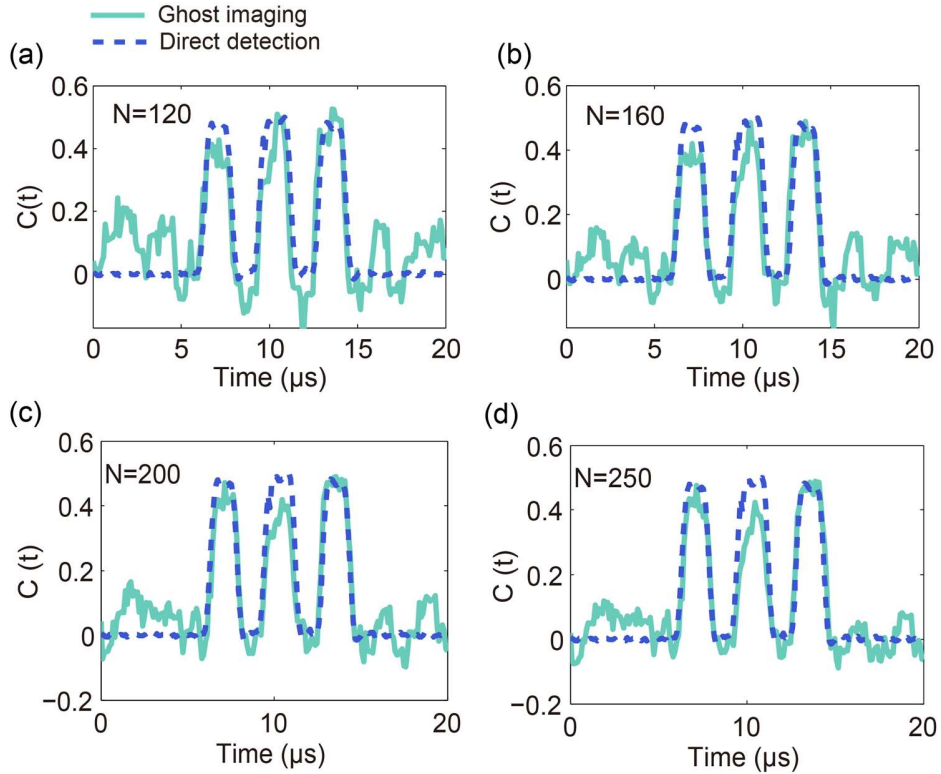 Ghost imaging
Direct detection
(a)
(b)
0.6
0.4
0.2
0
C(t)
N=120
0 5 10 15 20
Time (μs)
0.6
0.4
0.2
0
C (t)
N=160
0 5 10 15 20
Time (μs)
(c)
(d)
0.6
0.4
0.2
0
−0.2
C (t)
N=200
0 10 20
Time (μs)
0.6
0.4
0.2
0
−0.2
C (t)
N=250
0 10 20
Time (μs)